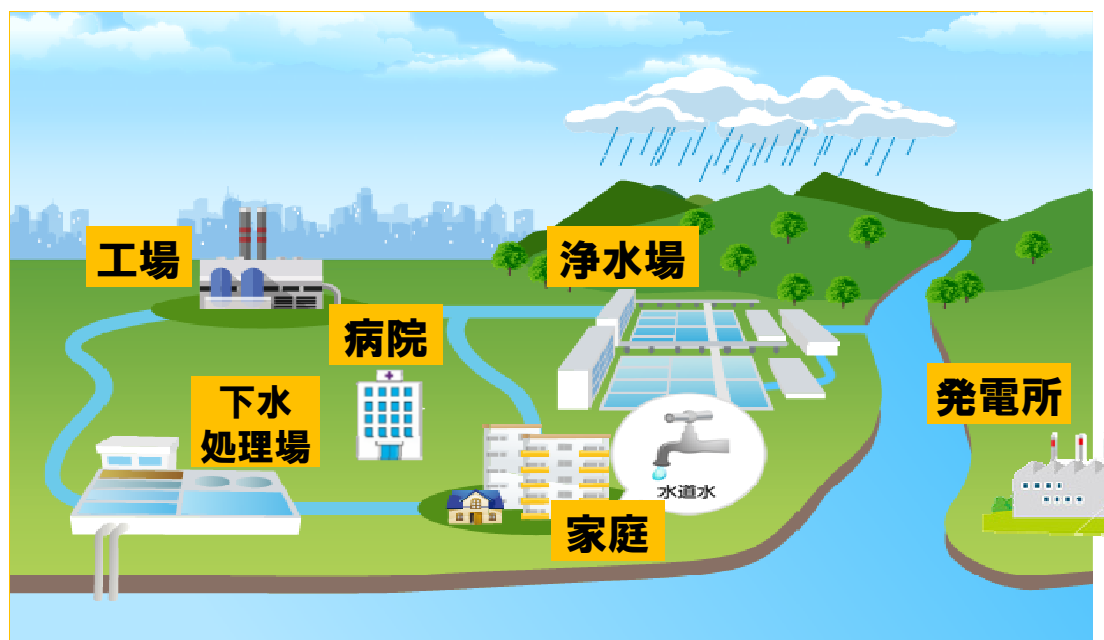 工場
浄水場
病院
発電所
下水
処理場
水道水
家庭